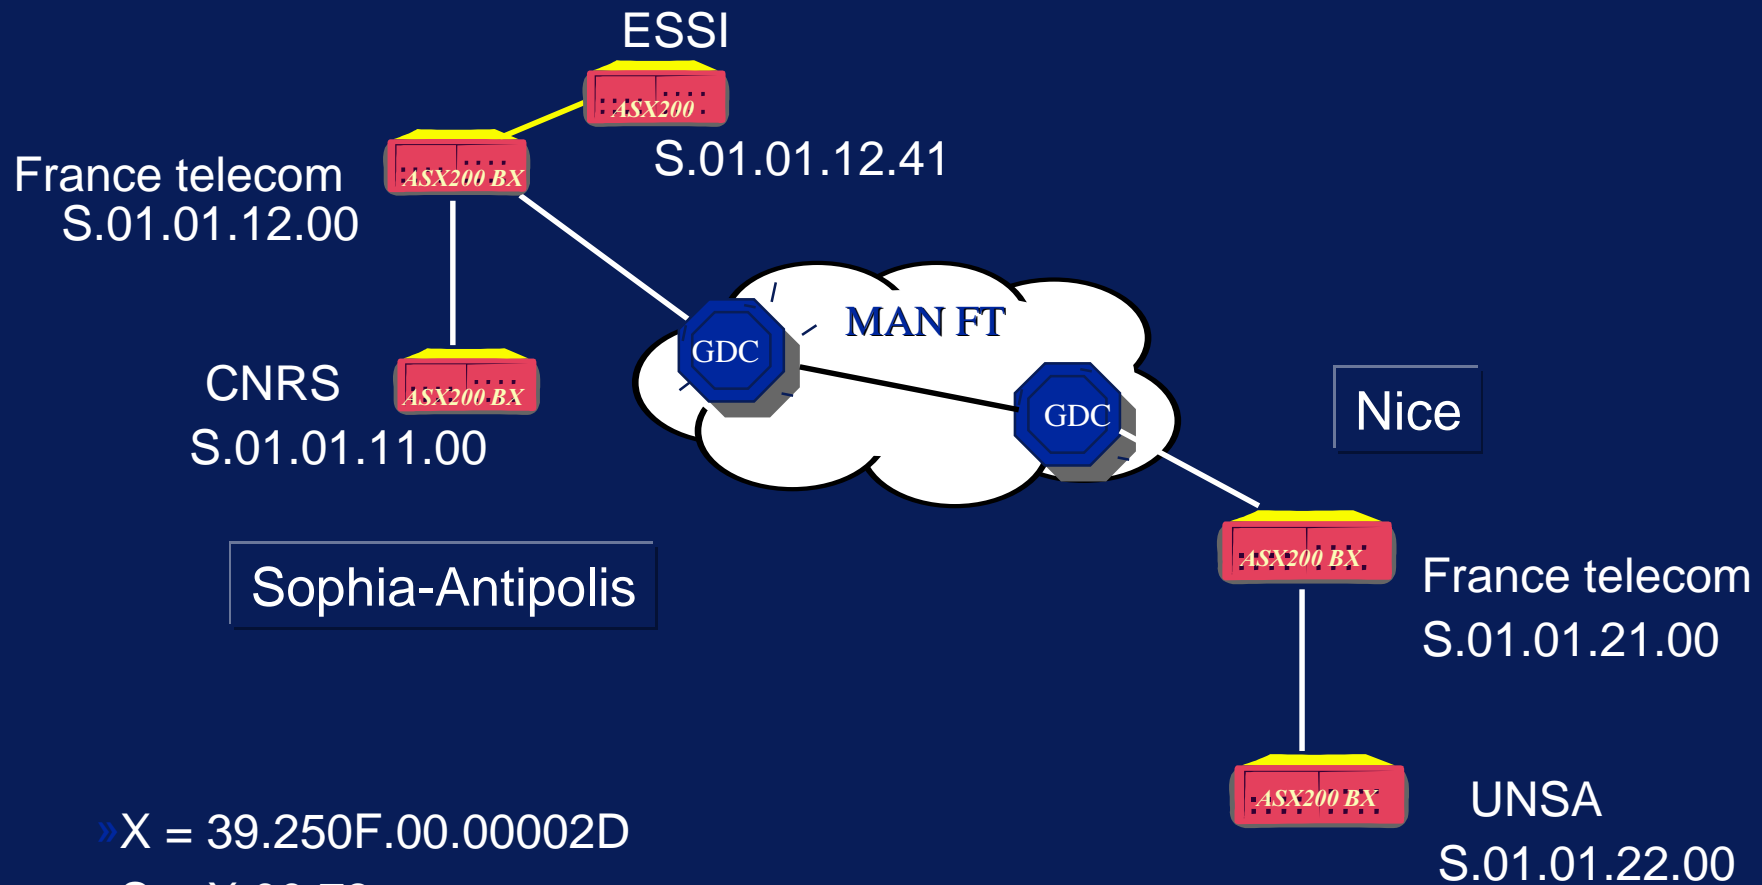 ESSI
ASX200
S.01.01.12.41
France telecom
S.01.01.12.00
ASX200 BX
MAN FT
GDC
GDC
CNRS
S.01.01.11.00
ASX200 BX
Nice
Sophia-Antipolis
ASX200 BX
France telecom
S.01.01.21.00
ASX200 BX
UNSA
S.01.01.22.00
»X = 39.250F.00.00002D